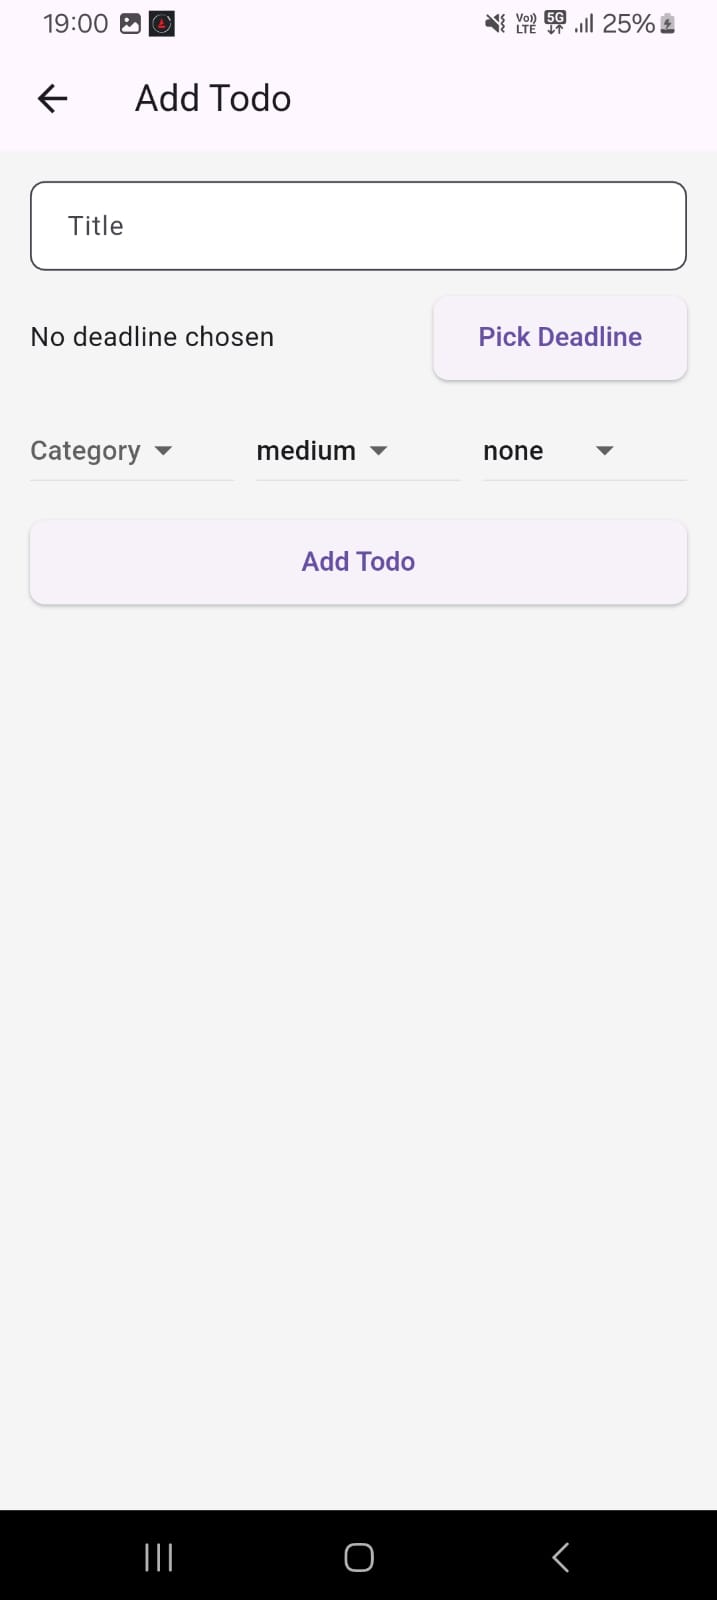 19:00 Vo)) LTE 5G 25%
Add Todo
Title
No deadline chosen Pick Deadline
Category medium none
Add Todo